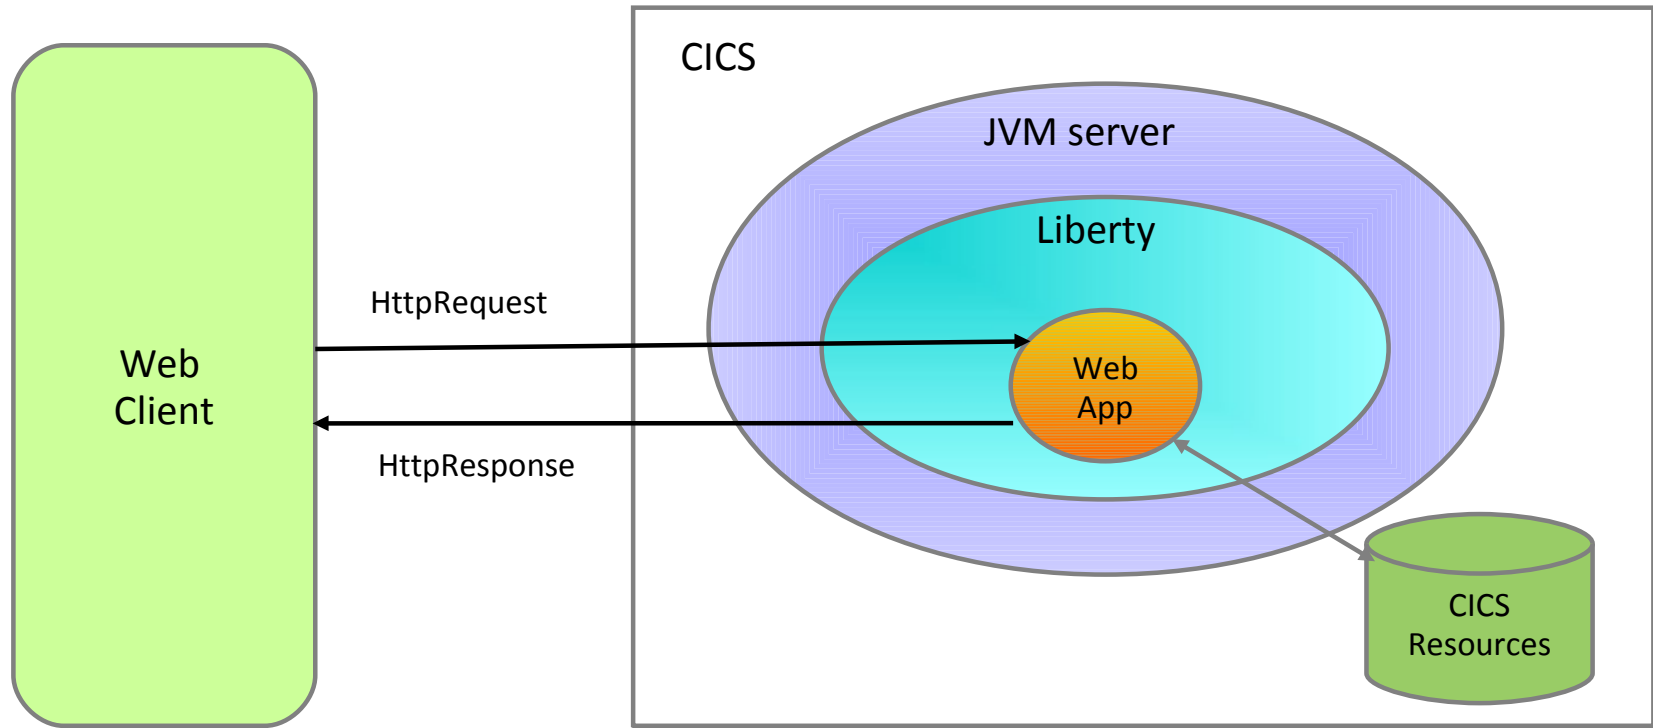 CICS
JVM server
Liberty
HttpRequest
Web
Client
Web
App
HttpResponse
CICS
Resources